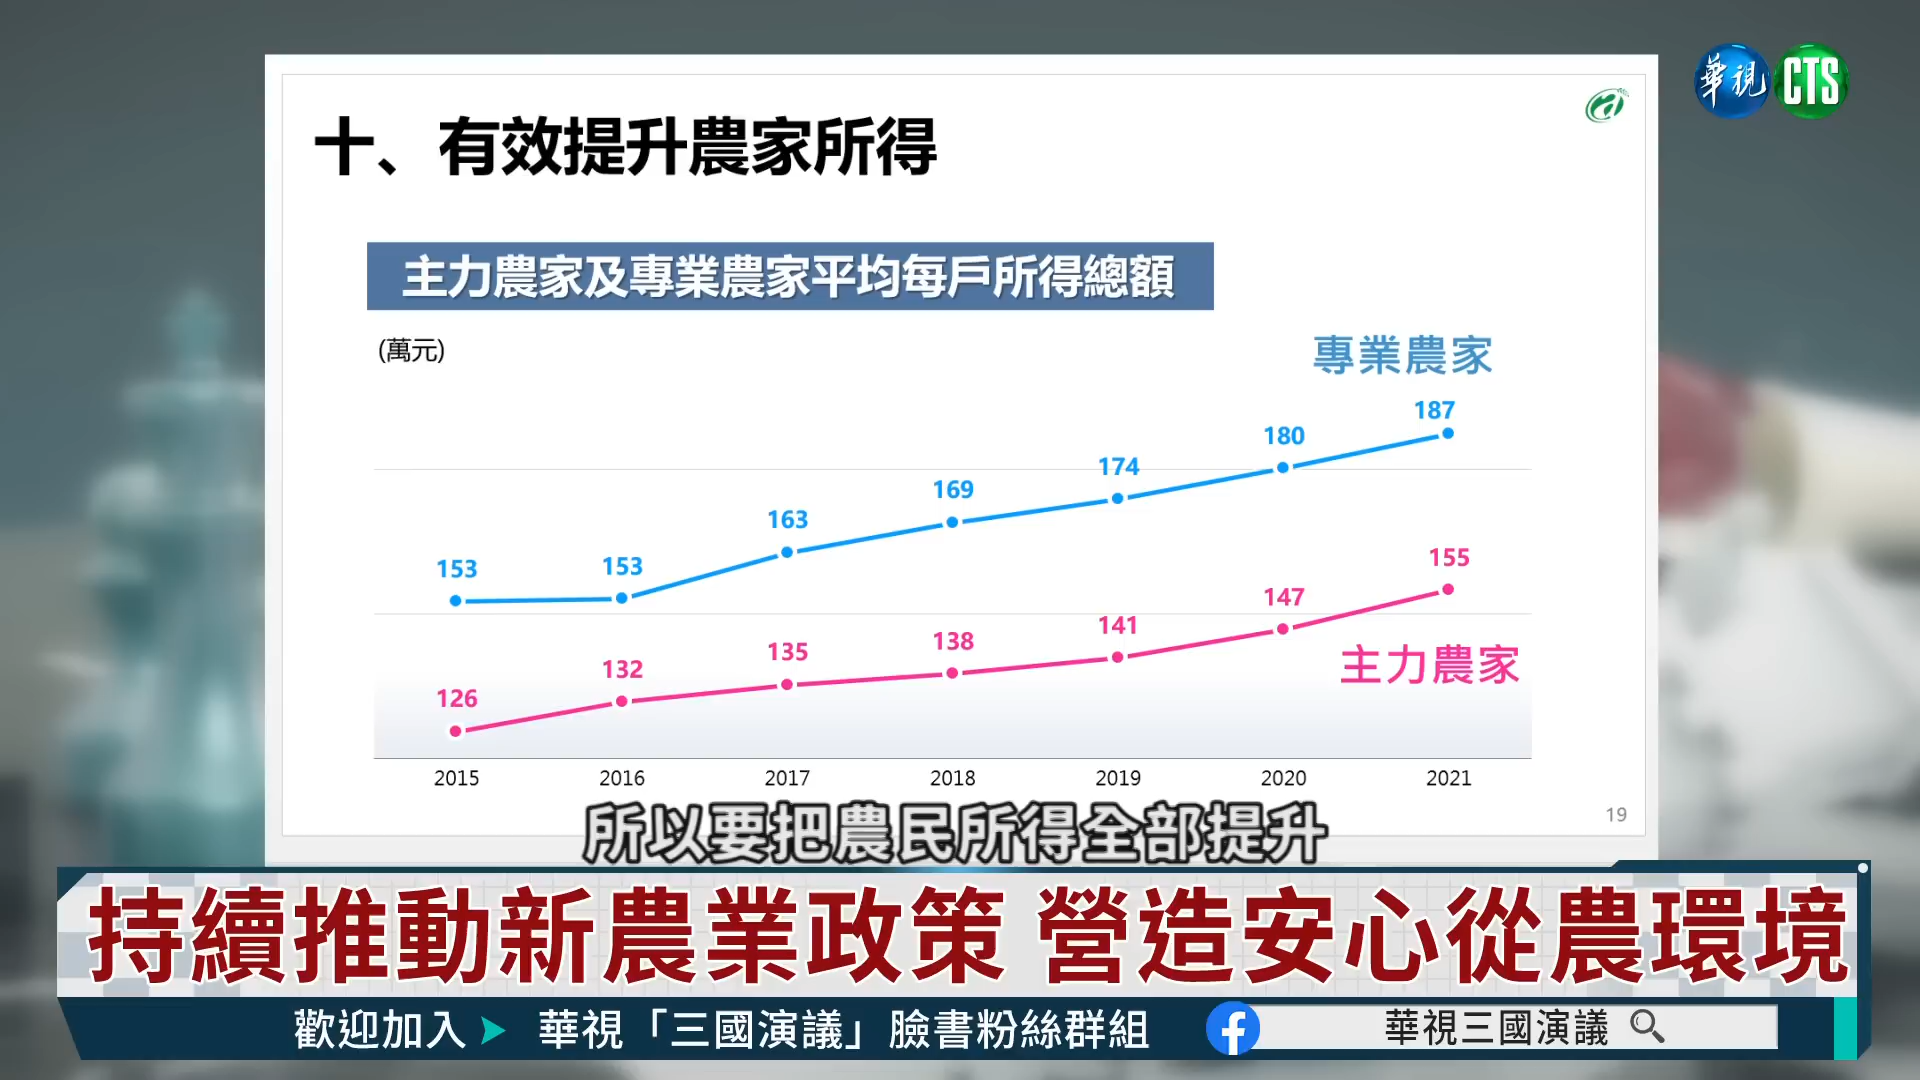 華視 CTS
十、有效提升農家所得
主力農家及專業農家平均每戶所得總額
(萬元)
專業農家
153 153 163 169 174 180 187
126 132 135 138 141 147 155
主力農家
2015 2016 2017 2018 2019 2020 2021
19
所以要把農民所得全部提升
持續推動新農業政策 營造安心從農環境
歡迎加入 華視「三國演議」臉書粉絲群組
華視三國演議